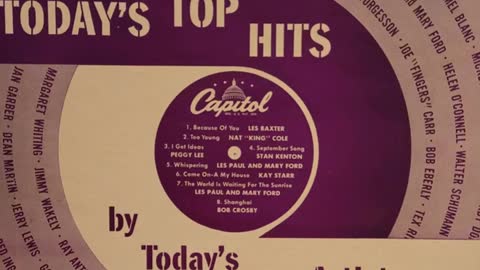 TODAY'S TOP
HITS
Capitol
1. Because Of You LES BAXTER
2. Too Young NAT "KING" COLE
3. I Got Ideas
PEGGY LEE
4. September Song
STAN KENTON
5. Whispering LES PAUL AND MARY FORD
6. Come On-A My House KAY STARR
7. The World Is Waiting For The Sunrise
LES PAUL AND MARY FORD
8. Shanghai
BOB CROSBY
by
Today's
MARGARET WHITING · JIMMY WAKELY · RAY
JAN GARBER · DEAN MARTIN · JERRY LEWIS ·
MARY FORD · HELEN O'CONNELL · WALTER SCHUMANN
JOE "FINGERS" CARR · BOB EBERLY · TEX